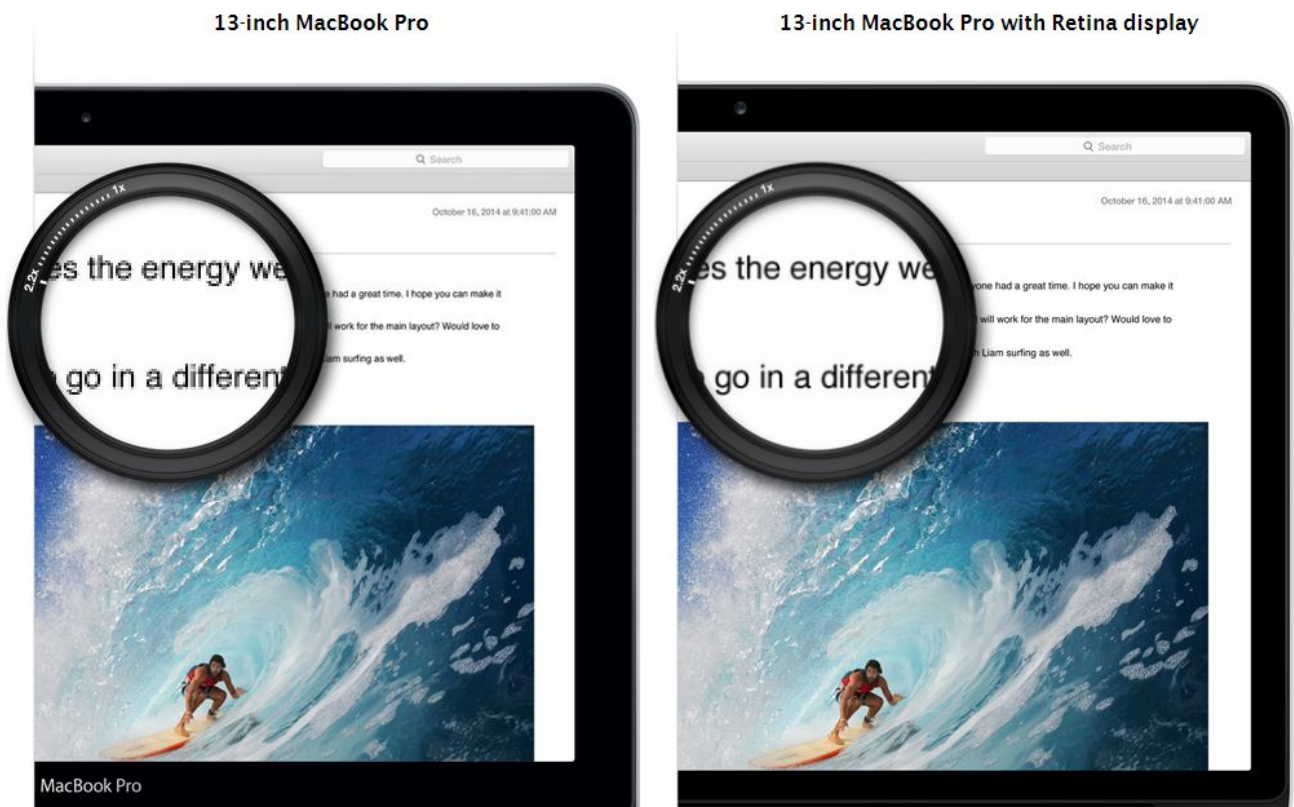 13-inch MacBook Pro
Search
October 16, 2014 at 9:41:00 AM
1x
2.2x
es the energy we
had a great time. I hope you can make it
work for the main layout? Would love to
go in a different
surfing as well.
MacBook Pro
13-inch MacBook Pro with Retina display
Search
October 16, 2014 at 9:41:00 AM
1x
2.2x
es the energy we
yone had a great time. I hope you can make it
will work for the main layout? Would love to
go in a different
Liam surfing as well.